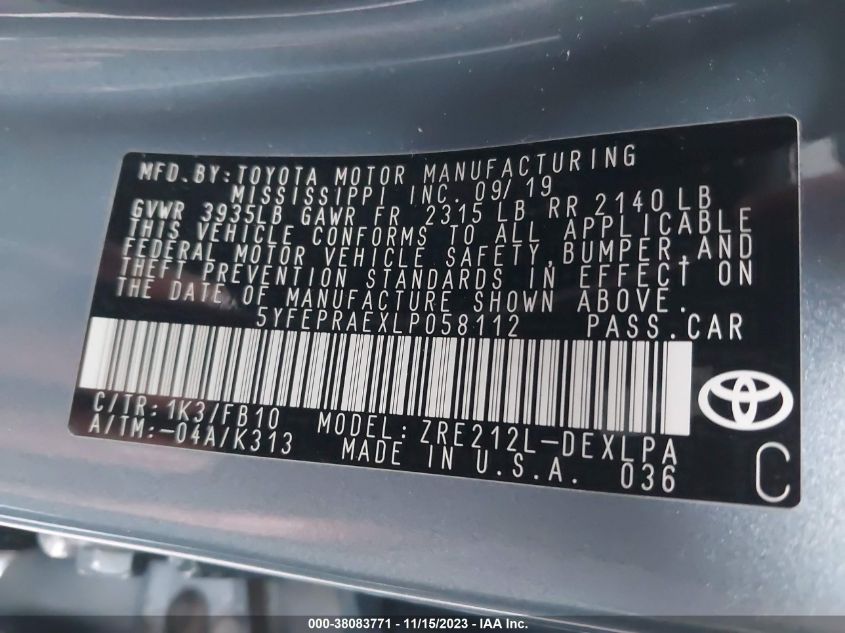 MFD.BY:TOYOTA MOTOR MANUFACTURING
MISSISSIPPI INC. 09/19
GVWR 3935LB GAWR FR 2315 LB RR 2140 LB
THIS VEHICLE CONFORMS TO ALL APPLICABLE
FEDERAL MOTOR VEHICLE SAFETY,BUMPER,AND
THEFT PREVENTION STANDARDS IN EFFECT ON
THE DATE OF MANUFACTURE SHOWN ABOVE.
5YFEPRAEXLP058112 PASS.CAR
C/TR:1K3/FB10 MODEL:ZRE212L-DEXLPA
A/TM:-04A/K313 MADE IN U.S.A. 036
C
000-38083771 - 11/15/2023 - IAA Inc.